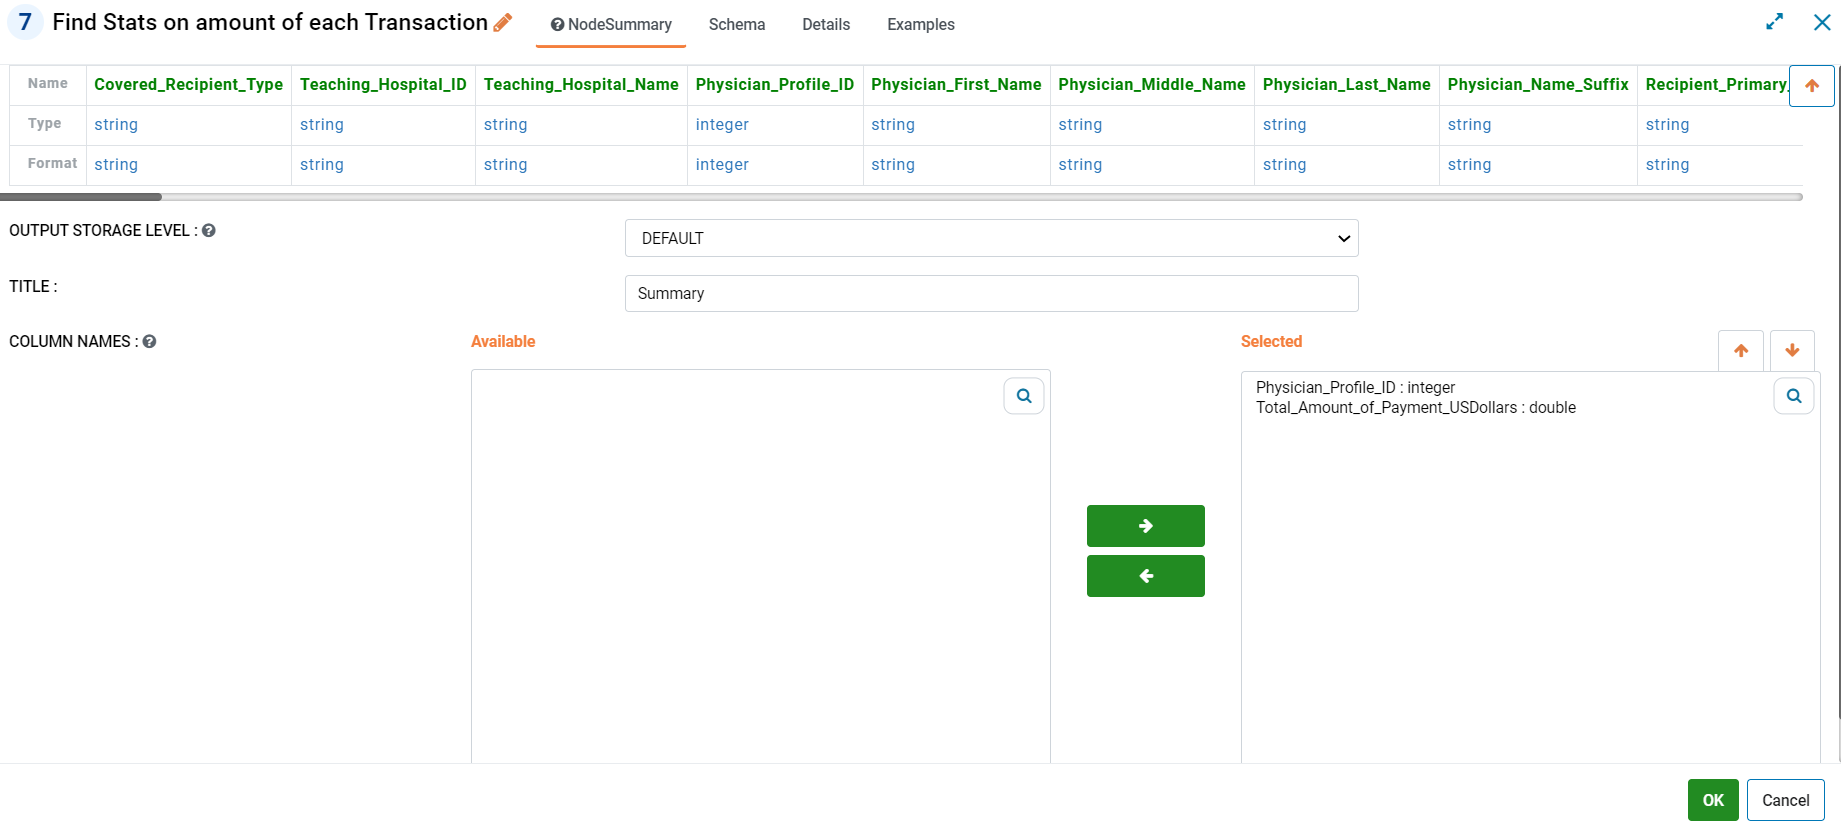 7 Find Stats on amount of each Transaction NodeSummary Schema Details Examples
Name Covered_Recipient_Type Teaching_Hospital_ID Teaching_Hospital_Name Physician_Profile_ID Physician_First_Name Physician_Middle_Name Physician_Last_Name Physician_Name_Suffix Recipient_Primary_
Type string string string integer string string string string string
Format string string string integer string string string string string
OUTPUT STORAGE LEVEL : DEFAULT
TITLE : Summary
COLUMN NAMES : Available Selected
Physician_Profile_ID : integer
Total_Amount_of_Payment_USDollars : double
OK Cancel